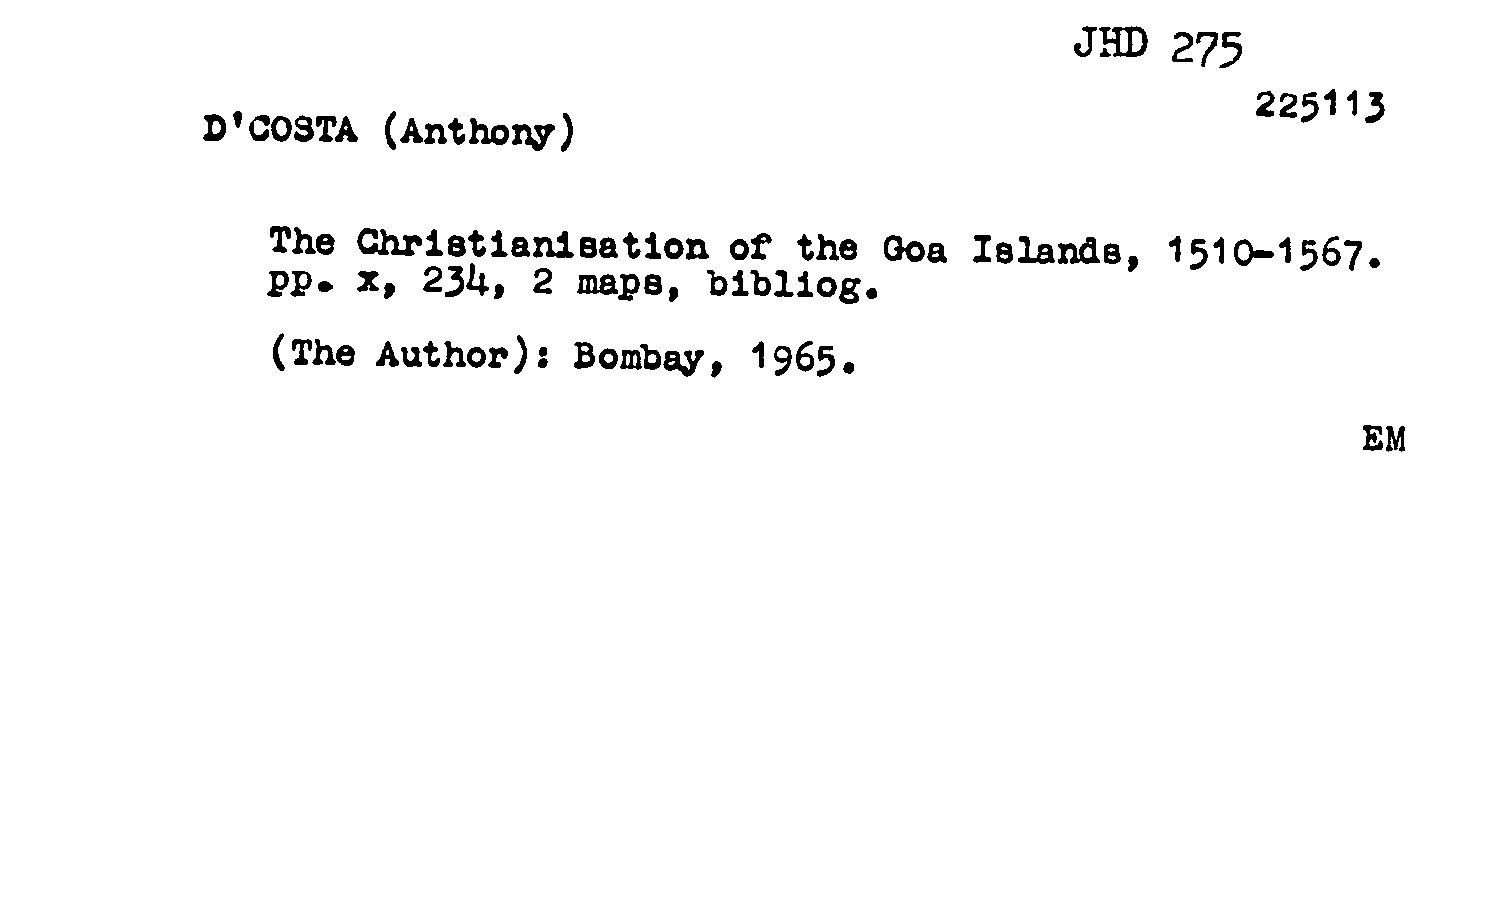 JHD 275
225113
D'COSTA (Anthony)
The Christianisation of the Goa Islands, 1510-1567.
pp. x, 234, 2 maps, bibliog.
(The Author): Bombay, 1965.
EM